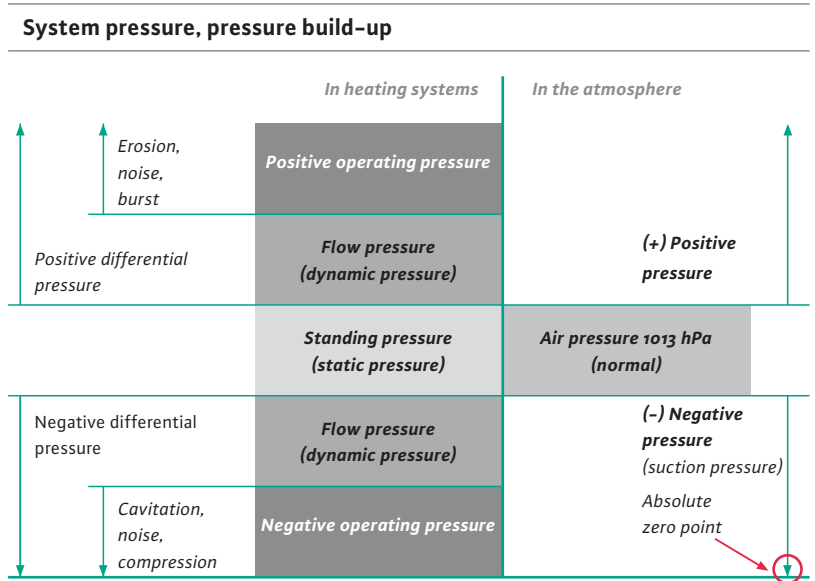 System pressure, pressure build-up
In heating systems
In the atmosphere
Erosion,
noise,
burst
Positive operating pressure
Positive differential
pressure
Flow pressure
(dynamic pressure)
(+) Positive
pressure
Standing pressure
(static pressure)
Air pressure 1013 hPa
(normal)
Negative differential
pressure
Flow pressure
(dynamic pressure)
(-) Negative
pressure
(suction pressure)
Cavitation,
noise,
compression
Negative operating pressure
Absolute
zero point